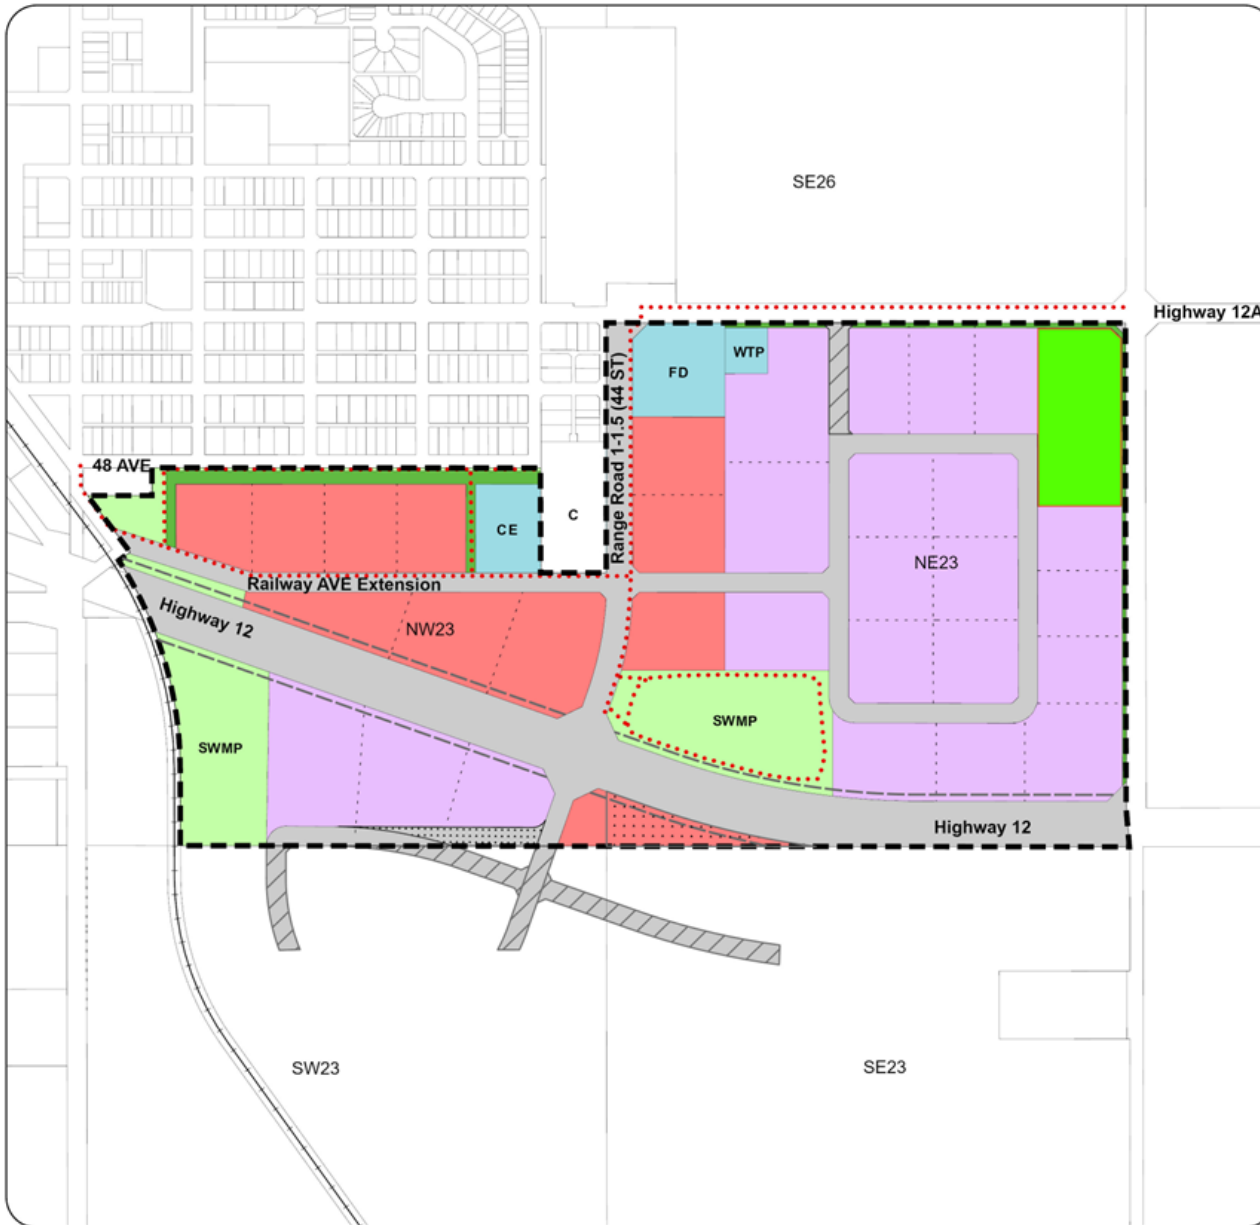 SE26
Highway 12A
WTP
FD
Range Road 1-1.5 (44 ST)
48 AVE
C
CE
NE23
Railway AVE Extension
Highway 12
NW23
SWMP
SWMP
Highway 12
SW23
SE23